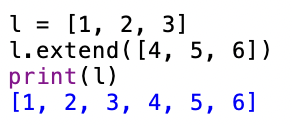 l = [1, 2, 3]
l.extend([4, 5, 6])
print(l)
[1, 2, 3, 4, 5, 6]